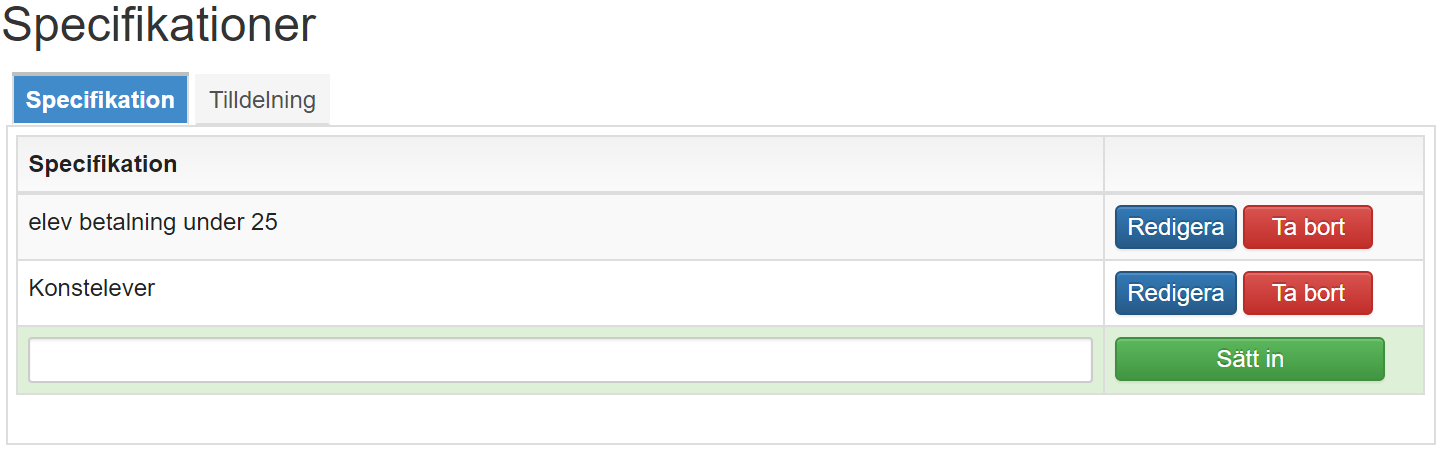 Specifikationer
Specifikation Tilldelning
Specifikation
elev betalning under 25 Redigera Ta bort
Konstelever Redigera Ta bort
Sätt in